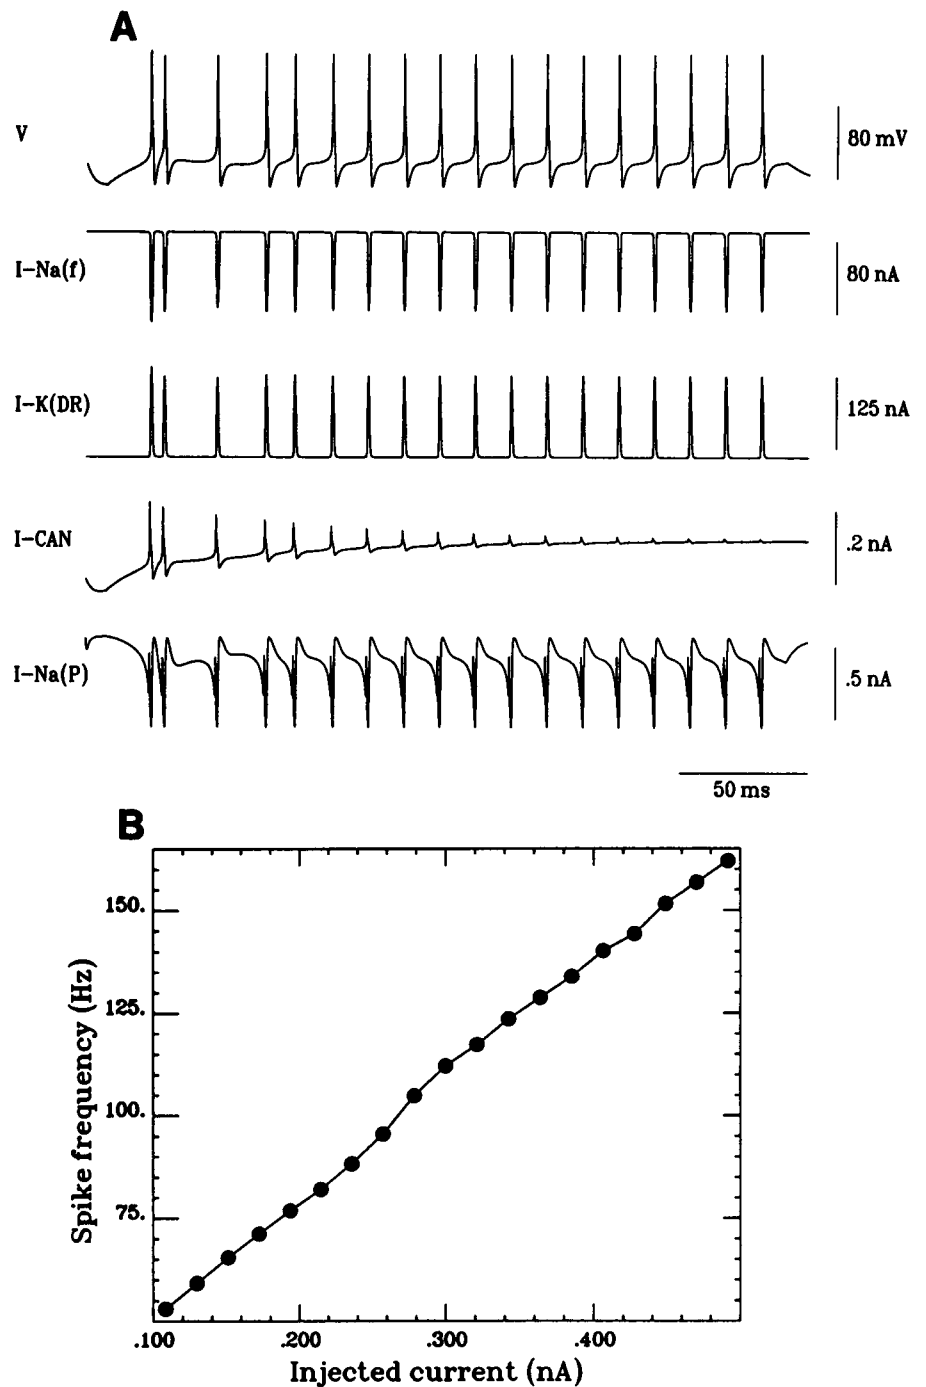 A
V
80 mV
I-Na(f)
80 nA
I-K(DR)
125 nA
I-CAN
.2 nA
I-Na(P)
.5 nA
50 ms
B
150.
125.
100.
75.
Spike frequency (Hz)
.100 .200 .300 .400
Injected current (nA)